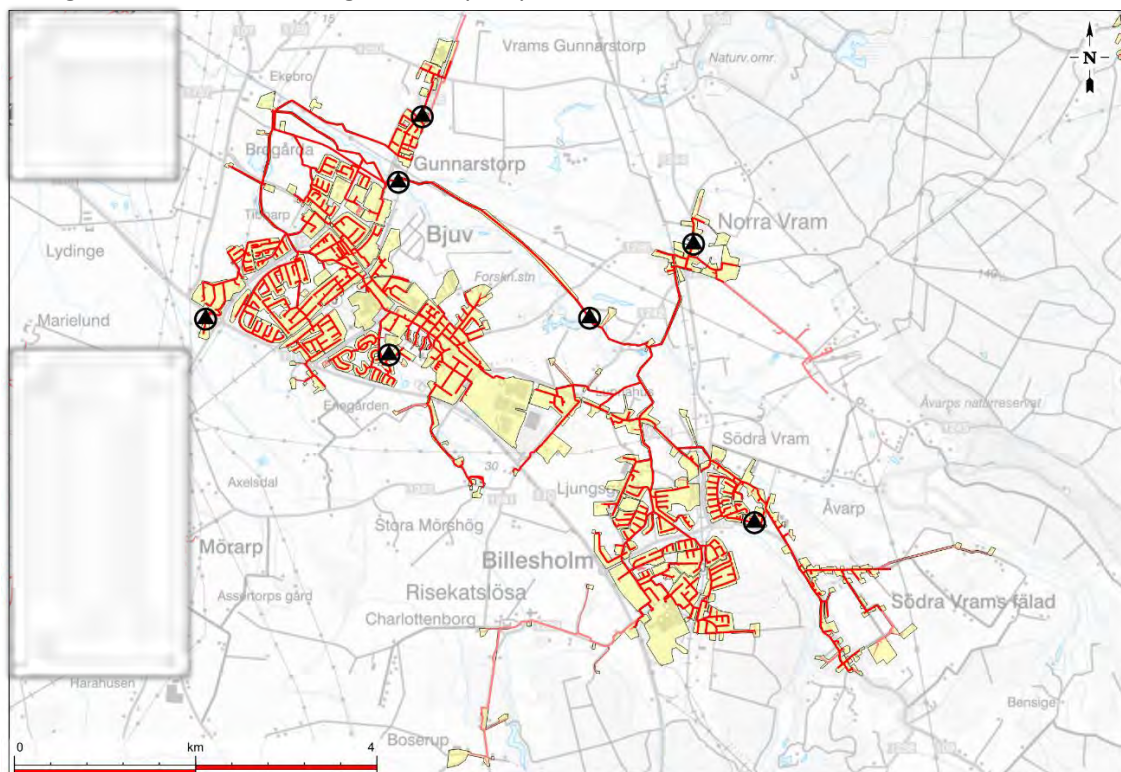 Vrams Gunnarstorp
Naturv.omr.
N
Ekebro
Brogårda
Gunnarstorp
Norra Vram
Lydinge
Bjuv
Forskn.stn
Marielund
Enegården
Åvarps naturreservat
Södra Vram
30
Axelsdal
Ljungsg
Åvarp
Stora Mörshög
Mörarp
Billesholm
Assertorps gård
Risekatslösa
Södra Vrams fälad
Charlottenborg
Harahusen
Bensige
Boserup
0 km 4